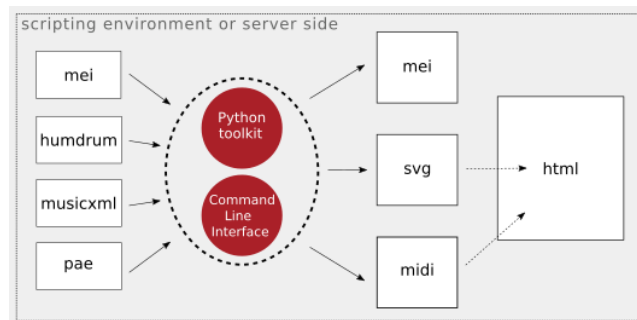 scripting environment or server side
mei
humdrum
musicxml
pae
Python
toolkit
Command
Line
Interface
mei
svg
midi
html